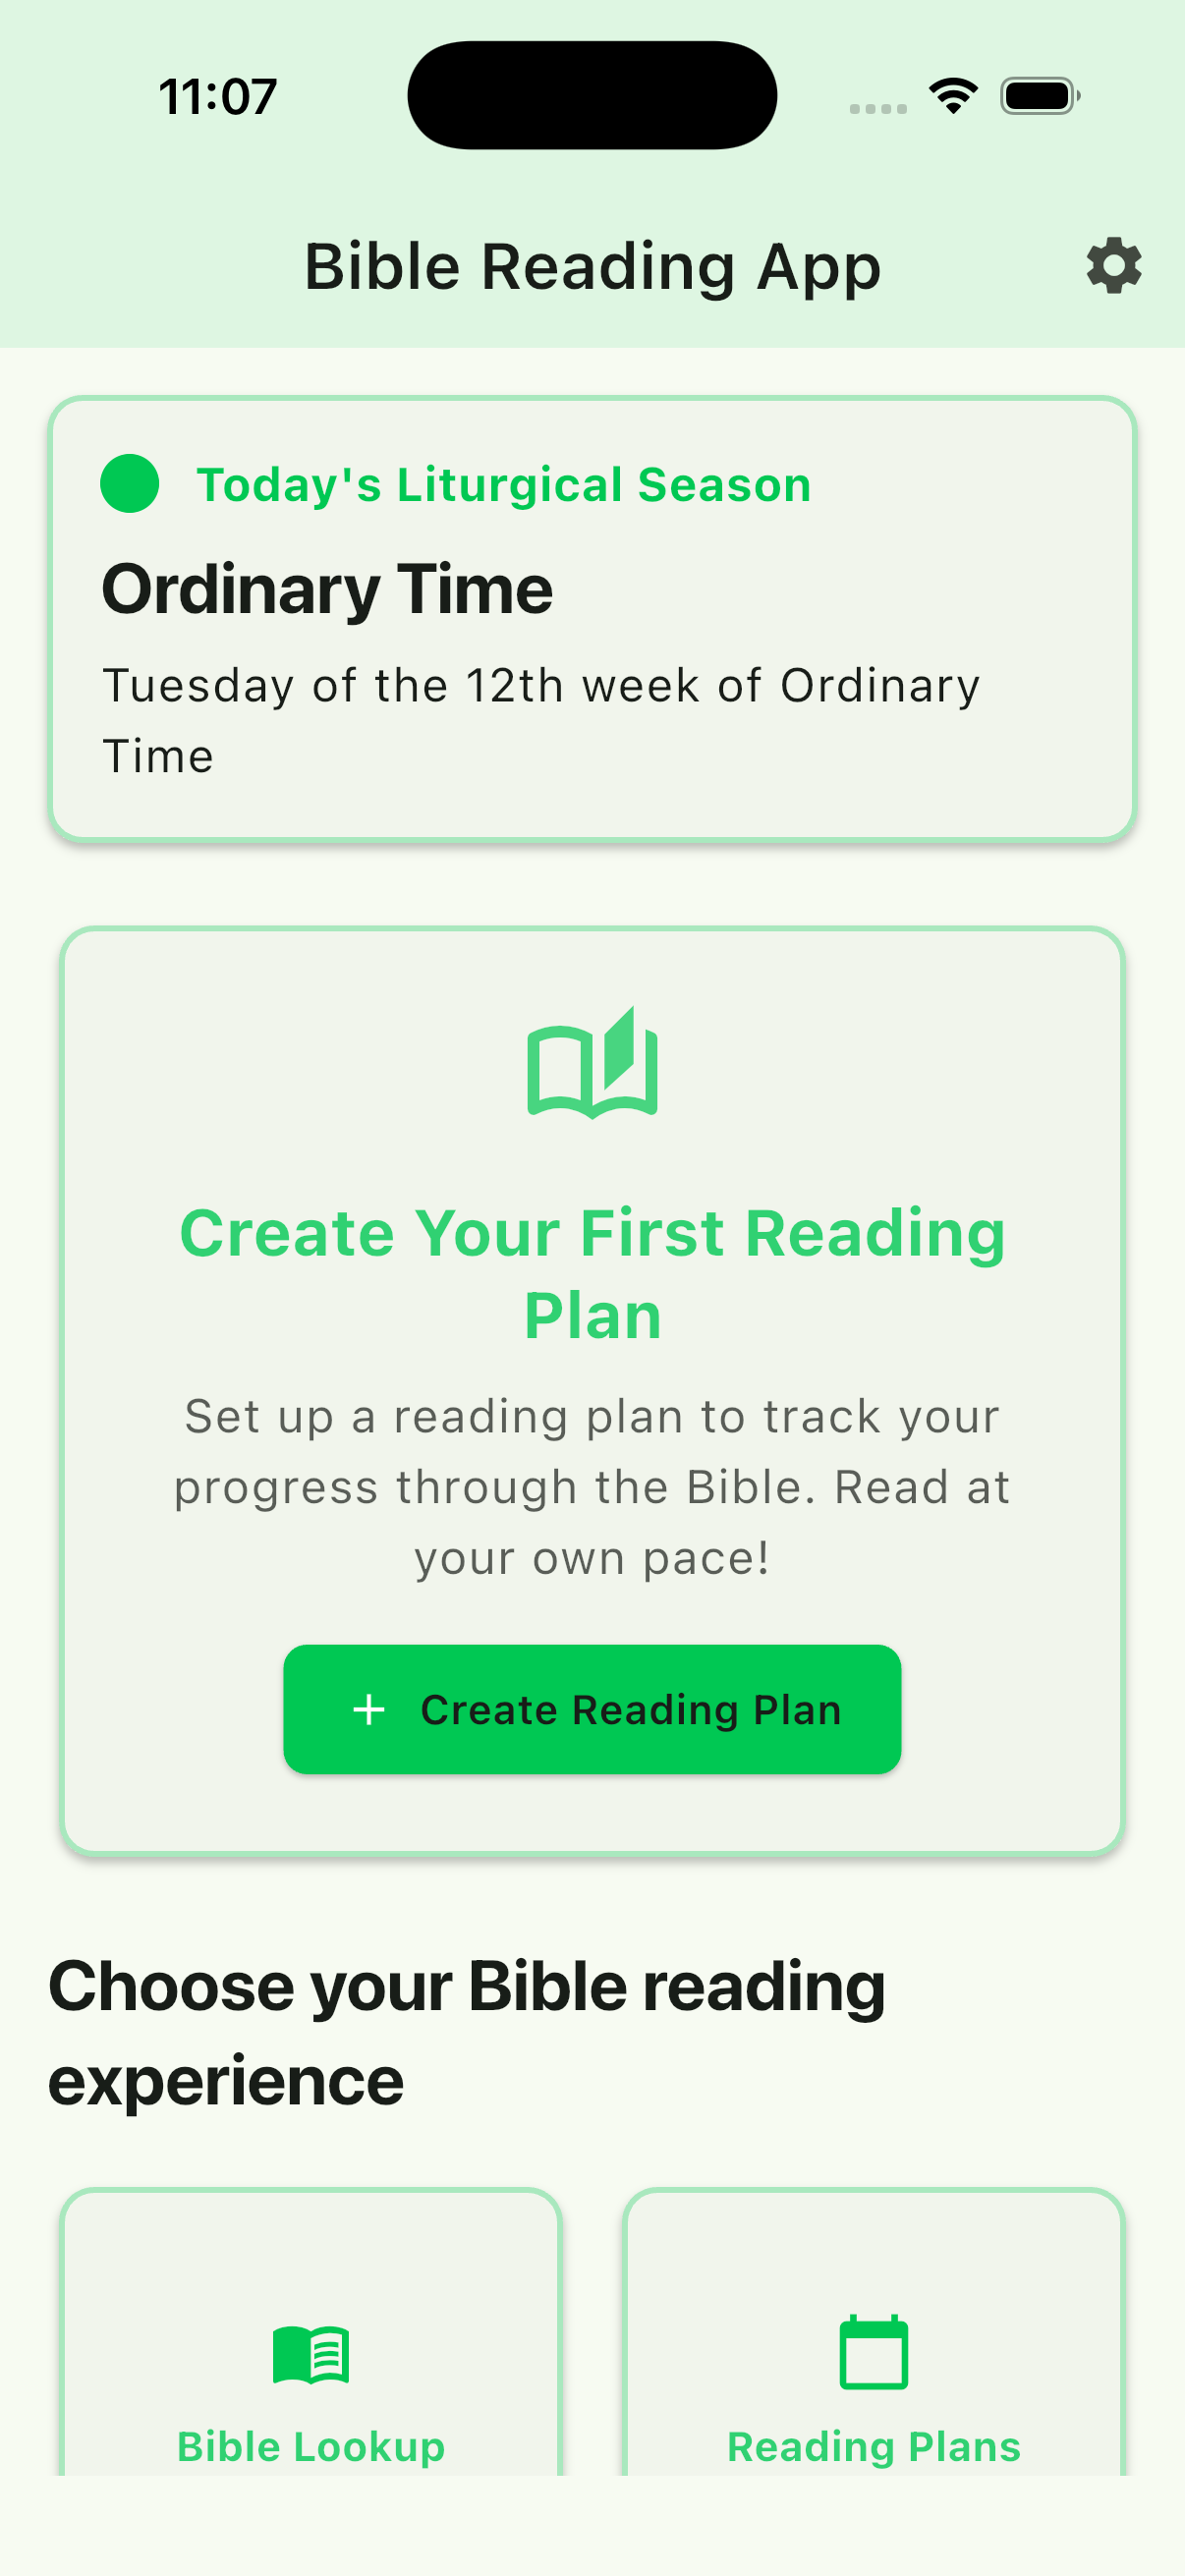 11:07
Bible Reading App
Today's Liturgical Season
Ordinary Time
Tuesday of the 12th week of Ordinary
Time
Create Your First Reading
Plan
Set up a reading plan to track your
progress through the Bible. Read at
your own pace!
+ Create Reading Plan
Choose your Bible reading
experience
Bible Lookup
Reading Plans